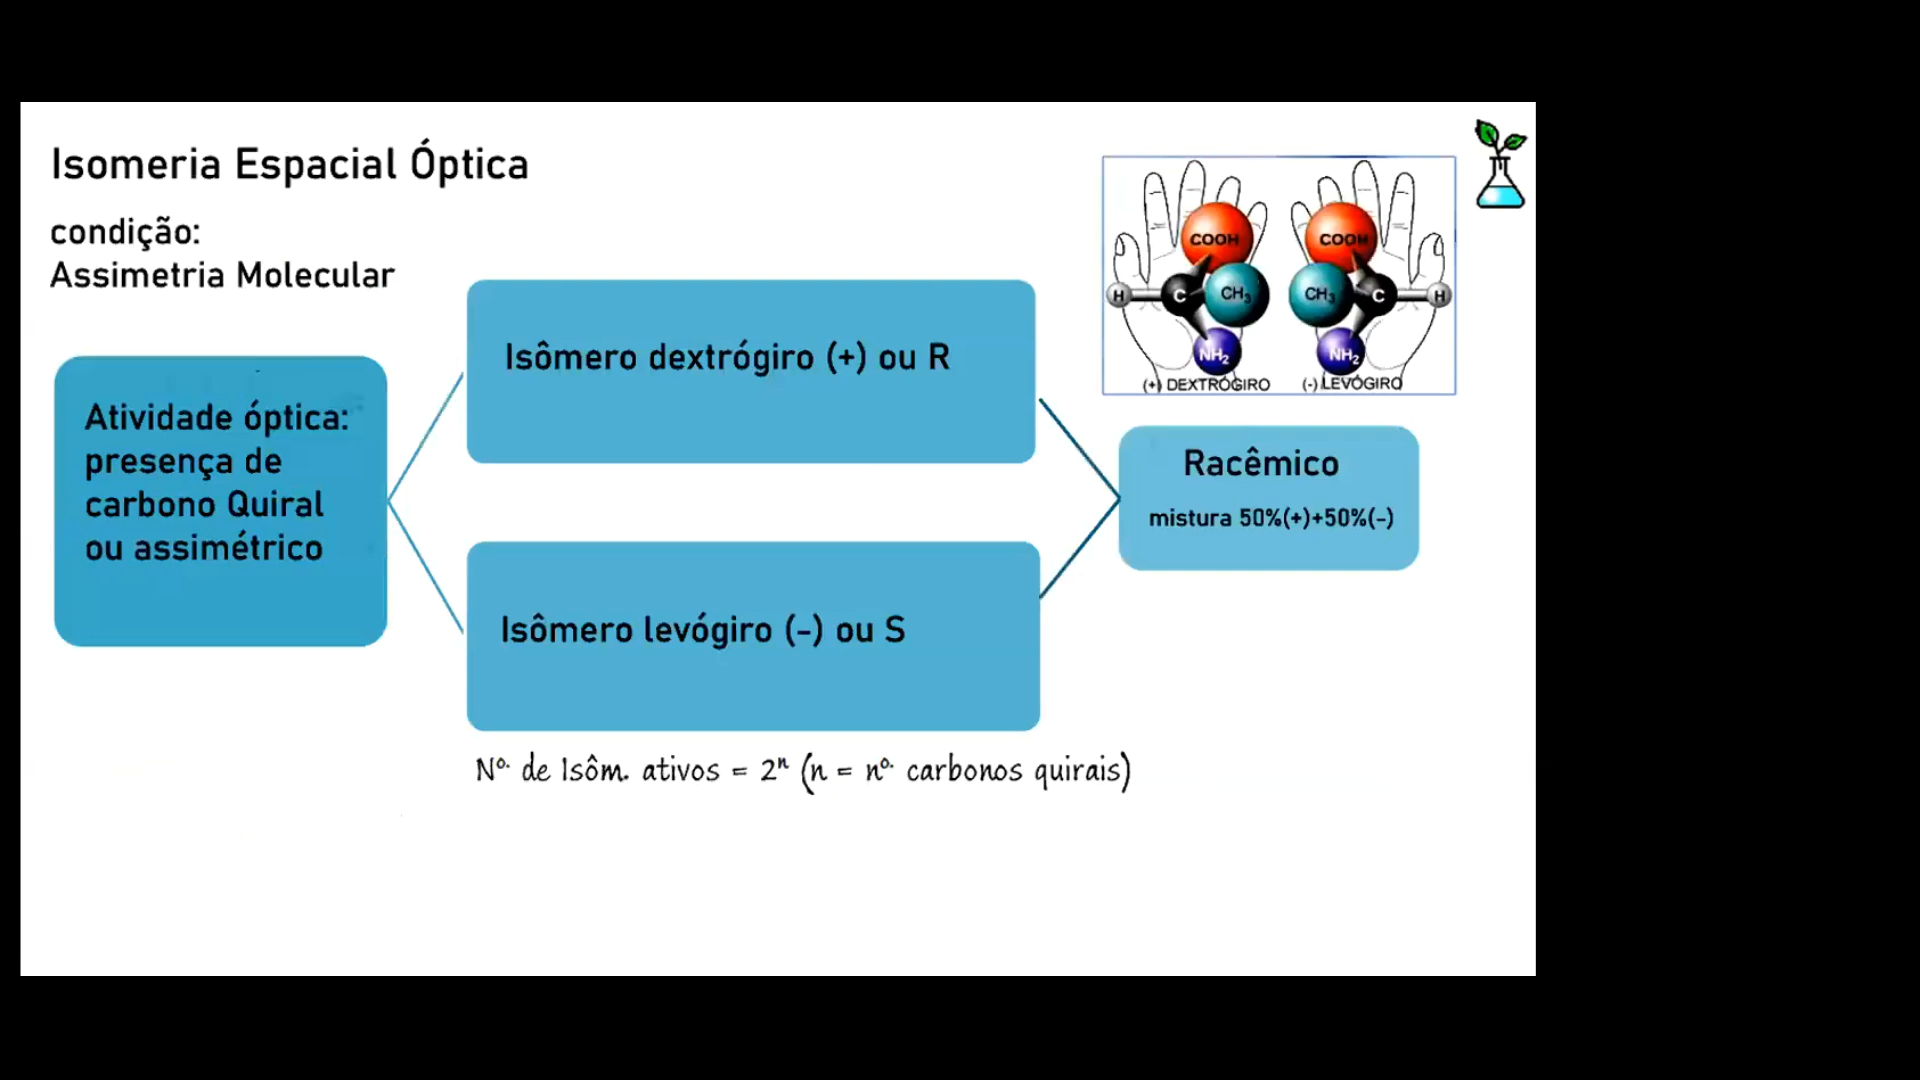 Isomeria Espacial Óptica
condição:
Assimetria Molecular
Atividade óptica:
presença de
carbono Quiral
ou assimétrico
Isômero dextrógiro (+) ou R
Isômero levógiro (-) ou S
COOH
H
C
CH₃
NH₂
(+) DEXTRÓGIRO
COOH
CH₃
C
H
NH₂
(-) LEVÓGIRO
Racêmico
mistura 50%(+)+50%(-)
Nº. de Isôm. ativos = 2ⁿ (n = nº. carbonos quirais)